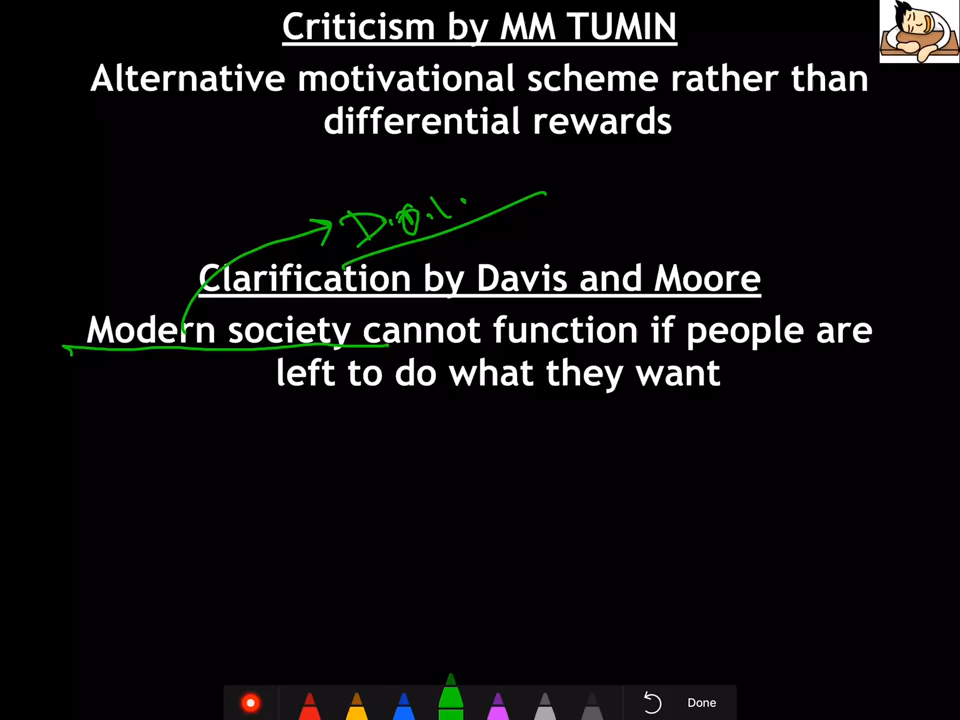 Criticism by MM TUMIN
Alternative motivational scheme rather than
differential rewards
D.O.L.
Clarification by Davis and Moore
Modern society cannot function if people are
left to do what they want
Done